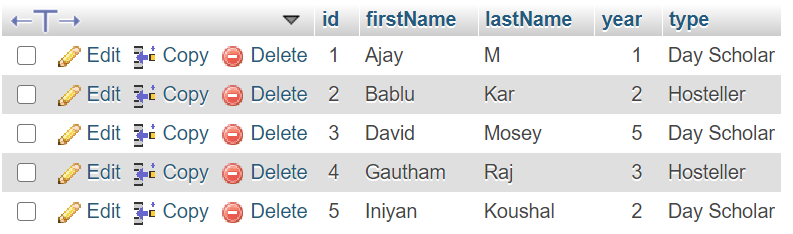 id firstName lastName year type
Edit Copy Delete 1 Ajay M 1 Day Scholar
Edit Copy Delete 2 Bablu Kar 2 Hosteller
Edit Copy Delete 3 David Mosey 5 Day Scholar
Edit Copy Delete 4 Gautham Raj 3 Hosteller
Edit Copy Delete 5 Iniyan Koushal 2 Day Scholar